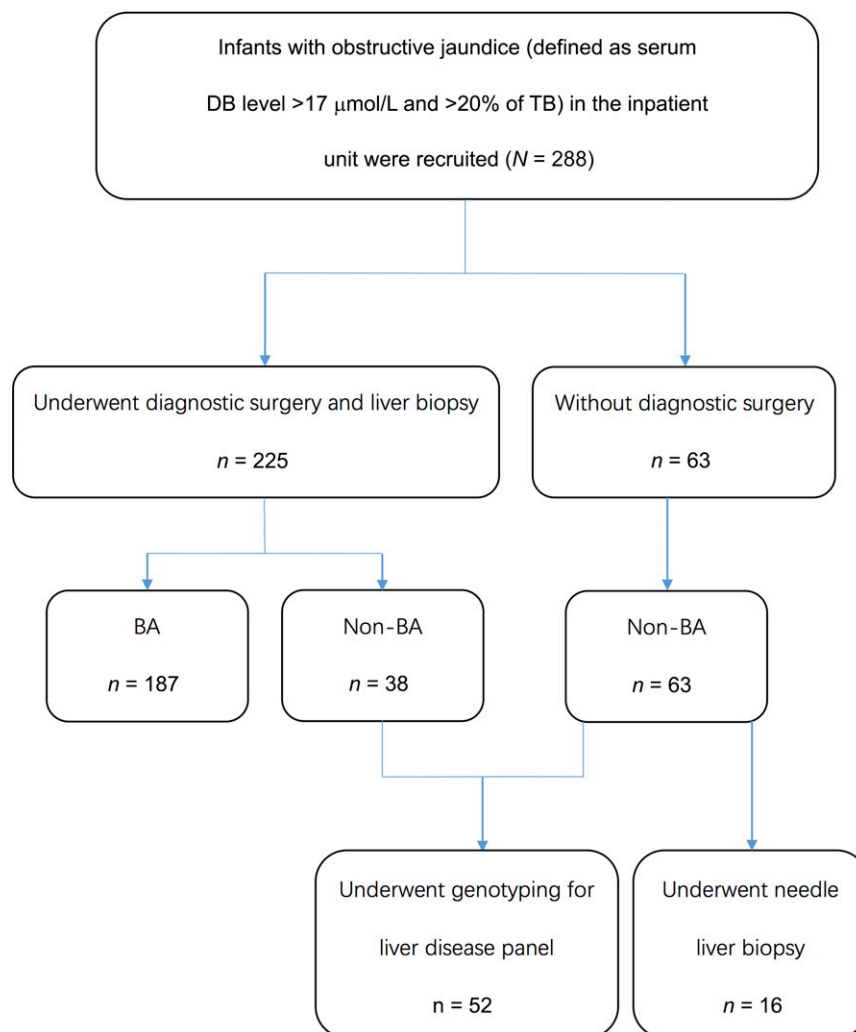 Infants with obstructive jaundice (defined as serum
DB level >17 μmol/L and >20% of TB) in the inpatient
unit were recruited (N = 288)
Underwent diagnostic surgery and liver biopsy
n = 225
Without diagnostic surgery
n = 63
BA
n = 187
Non-BA
n = 38
Non-BA
n = 63
Underwent genotyping for
liver disease panel
n = 52
Underwent needle
liver biopsy
n = 16